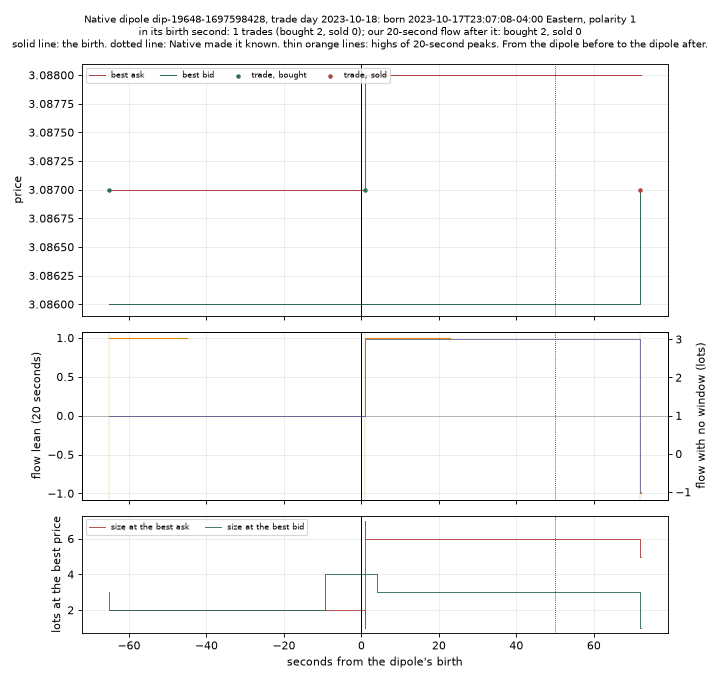 Native dipole dip-19648-1697598428, trade day 2023-10-18: born 2023-10-17T23:07:08-04:00 Eastern, polarity 1
in its birth second: 1 trades (bought 2, sold 0); our 20-second flow after it: bought 2, sold 0
solid line: the birth. dotted line: Native made it known. thin orange lines: highs of 20-second peaks. From the dipole before to the dipole after.
best ask best bid trade, bought trade, sold
3.08800
3.08775
3.08750
3.08725
3.08700
3.08675
3.08650
3.08625
3.08600
price
1.0
0.5
0.0
−0.5
−1.0
flow lean (20 seconds)
3
2
1
0
−1
flow with no window (lots)
size at the best ask size at the best bid
6
4
2
lots at the best price
−60 −40 −20 0 20 40 60
seconds from the dipole's birth